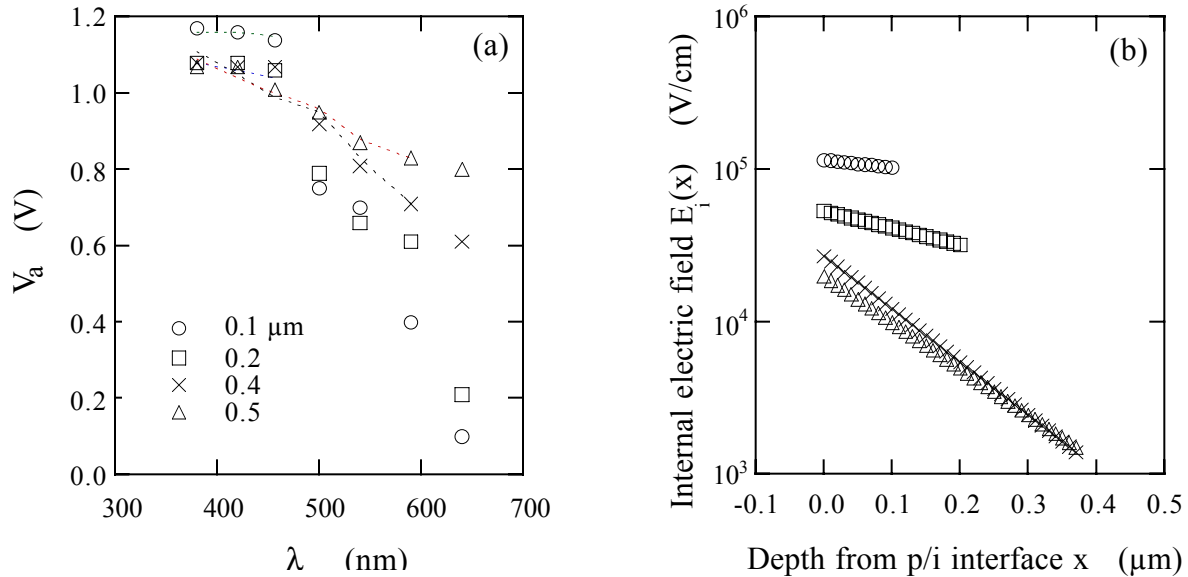 1.2
1.0
0.8
0.6
0.4
0.2
0.0
V_a (V)
(a)
0.1 µm
0.2
0.4
0.5
300 400 500 600 700
λ (nm)
10^6
10^5
10^4
10^3
Internal electric field E_i(x) (V/cm)
(b)
-0.1 0.0 0.1 0.2 0.3 0.4 0.5
Depth from p/i interface x (µm)